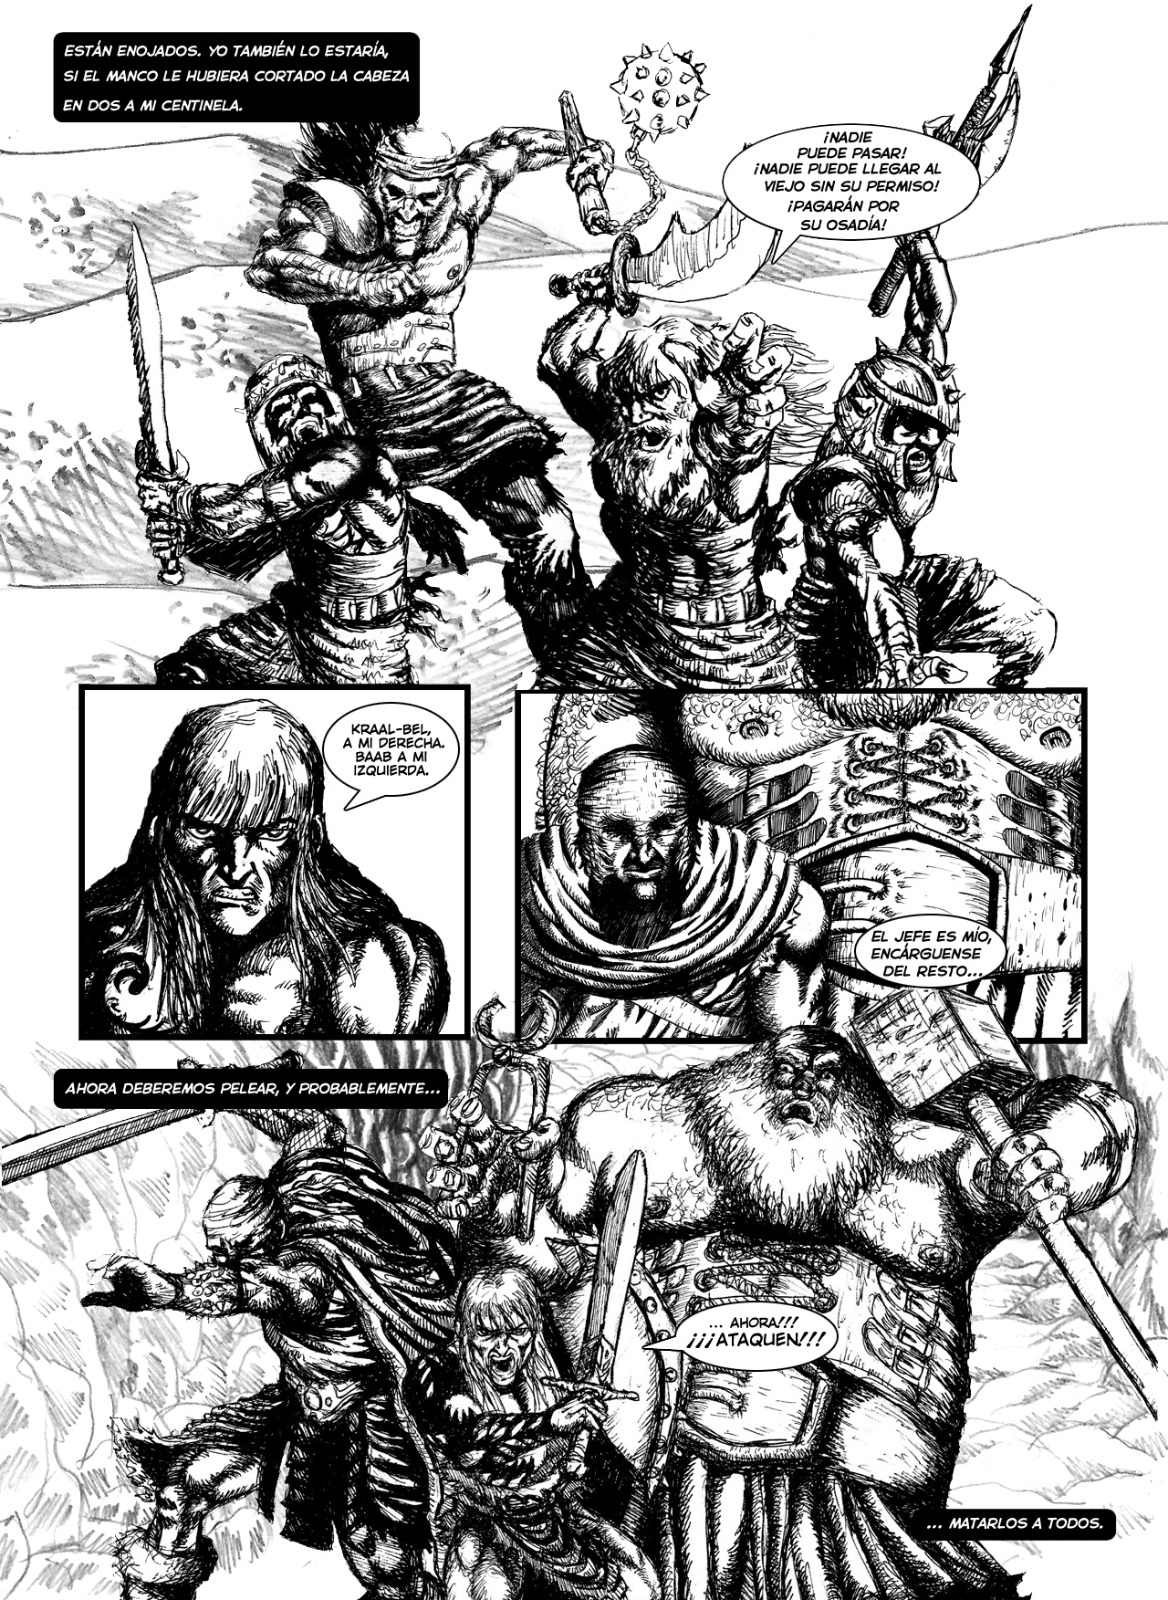 ESTÁN ENOJADOS. YO TAMBIÉN LO ESTARÍA,
SI EL MANCO LE HUBIERA CORTADO LA CABEZA
EN DOS A MI CENTINELA.
¡NADIE
PUEDE PASAR!
¡NADIE PUEDE LLEGAR AL
VIEJO SIN SU PERMISO!
¡PAGARÁN POR
SU OSADÍA!
KRAAL-BEL,
A MI DERECHA.
BAAB A MI
IZQUIERDA.
EL JEFE ES MÍO,
ENCÁRGUENSE
DEL RESTO...
AHORA DEBEREMOS PELEAR, Y PROBABLEMENTE...
... AHORA!!!
¡¡¡ATAQUEN!!!
... MATARLOS A TODOS.